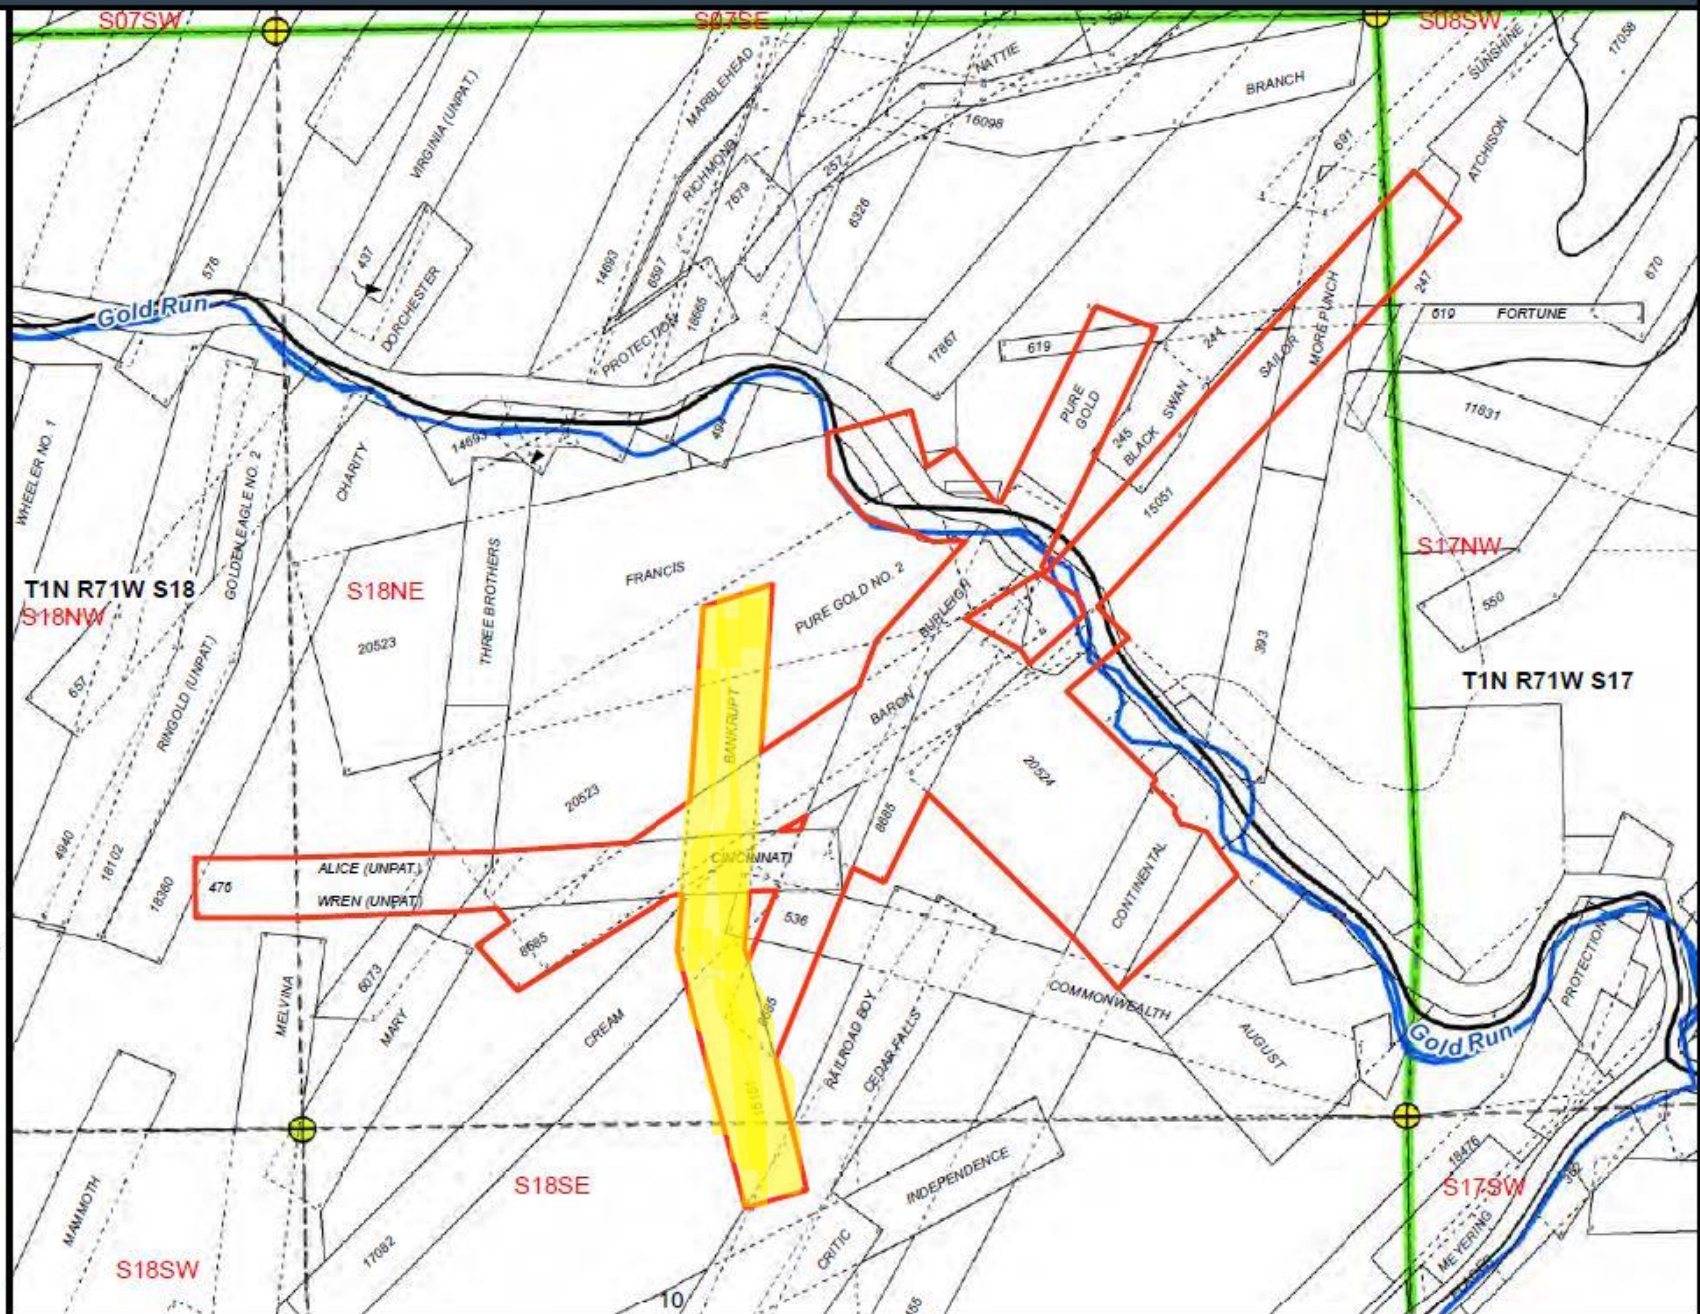 S07SW
S07SE
S08SW
17058
SUNSHINE
NATTIE
MARBLEHEAD
VIRGINIA (UNPAT.)
BRANCH
16098
691
ATCHISON
257
RICHMOND
7679
6326
437
576
14693
6597
670
DORCHESTER
247
Gold Run
18665
PROTECTION
MORE PUNCH
619
FORTUNE
17867
619
244
SAILOR
PURE
GOLD
SWAN
245
BLACK
11831
WHEELER NO. 1
GOLDEN EAGLE NO. 2
CHARITY
14693
494
15051
S17NW
THREE BROTHERS
FRANCIS
T1N R71W S18
S18NW
S18NE
PURE GOLD NO. 2
BURLEIGH
550
20523
393
657
RINGOLD (UNPAT.)
T1N R71W S17
BANKRUPT
BARON
20524
20523
8685
4940
18102
ALICE (UNPAT.)
CINCINNATI
476
WREN (UNPAT.)
18360
536
CONTINENTAL
8685
6073
MELVINA
MARY
CREAM
8685
RAILROAD BOY
CEDAR FALLS
COMMONWEALTH
AUGUST
PROTECTION
Gold Run
16151
INDEPENDENCE
18476
382
S18SE
S17SW
MAMMOTH
17082
CRITIC
MEYERING
PLACER
S18SW
10